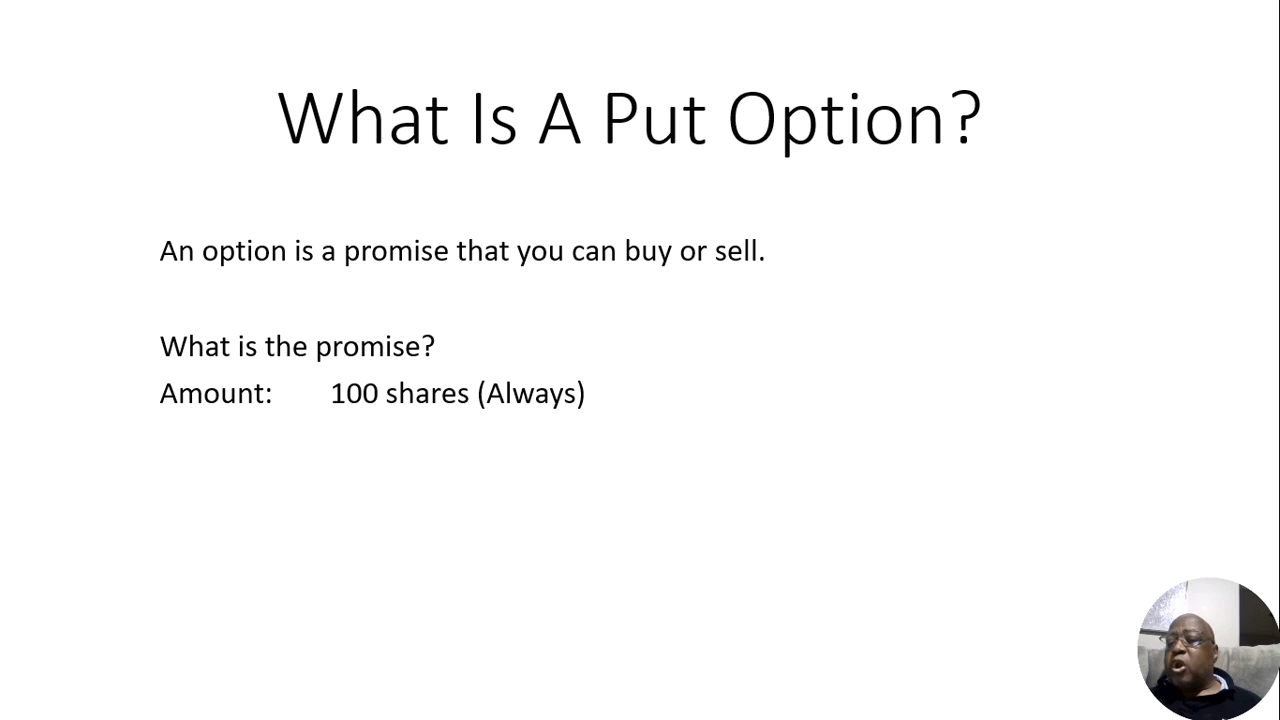 What Is A Put Option?
An option is a promise that you can buy or sell.
What is the promise?
Amount: 100 shares (Always)